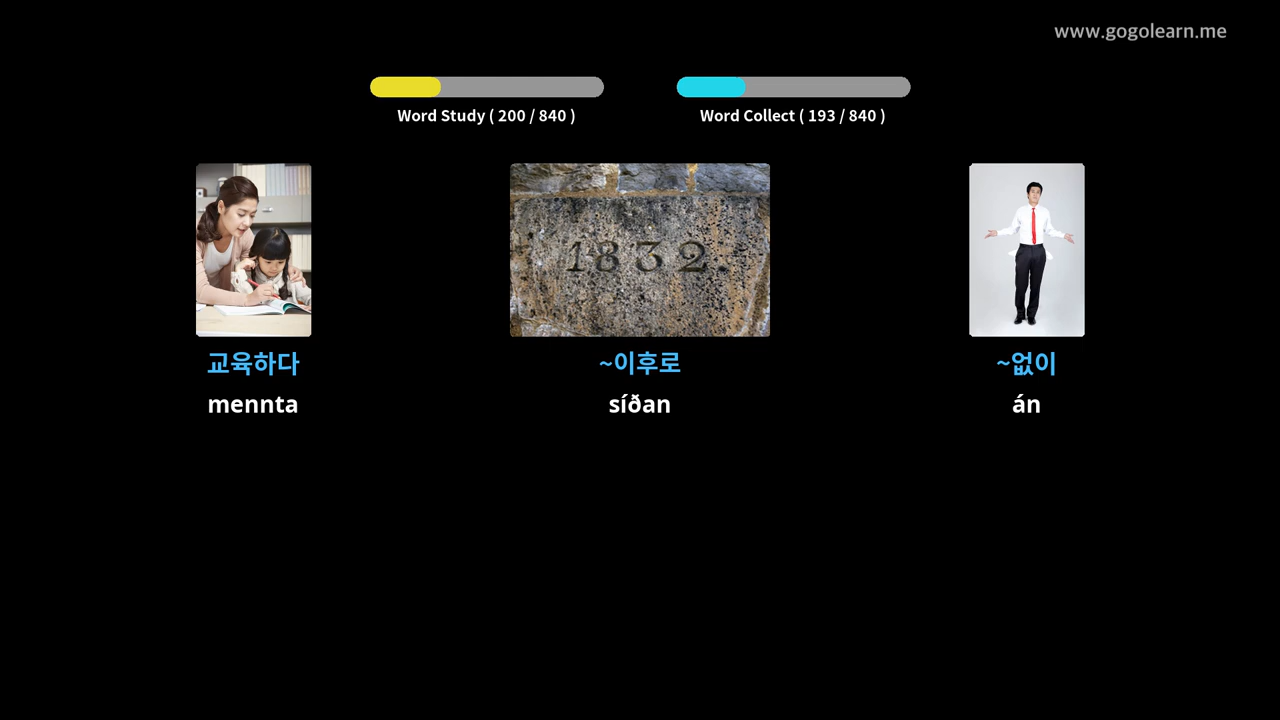 www.gogolearn.me
Word Study ( 200 / 840 )
Word Collect ( 193 / 840 )
1832.
교육하다
~이후로
~없이
mennta
síðan
án